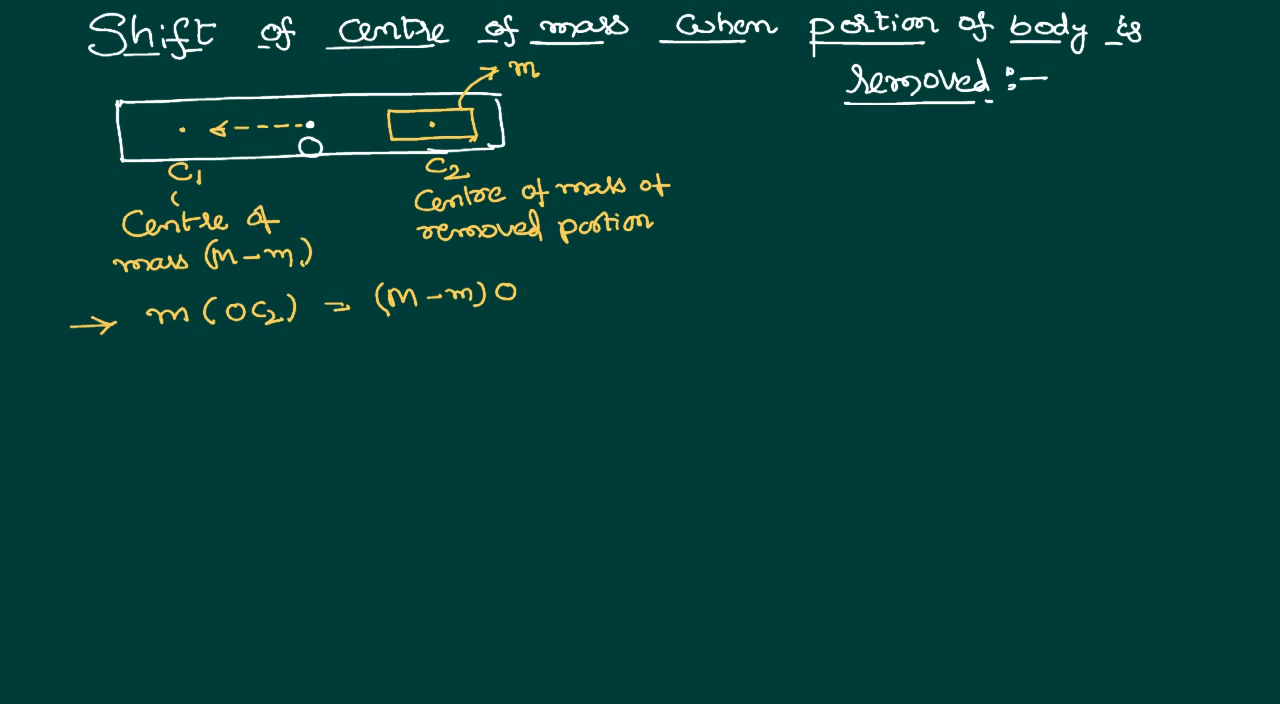 Shift of centre of mass when portion of body is
removed :-
m
O
C1
C2
Centre of
mass (M-m)
Centre of mass of
removed portion
→ m(OC2) = (M-m)O